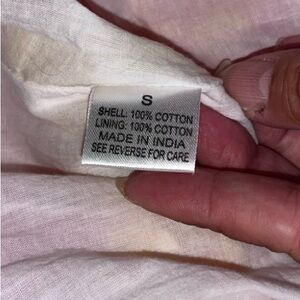 S
SHELL: 100% COTTON
LINING: 100% COTTON
MADE IN INDIA
SEE REVERSE FOR CARE